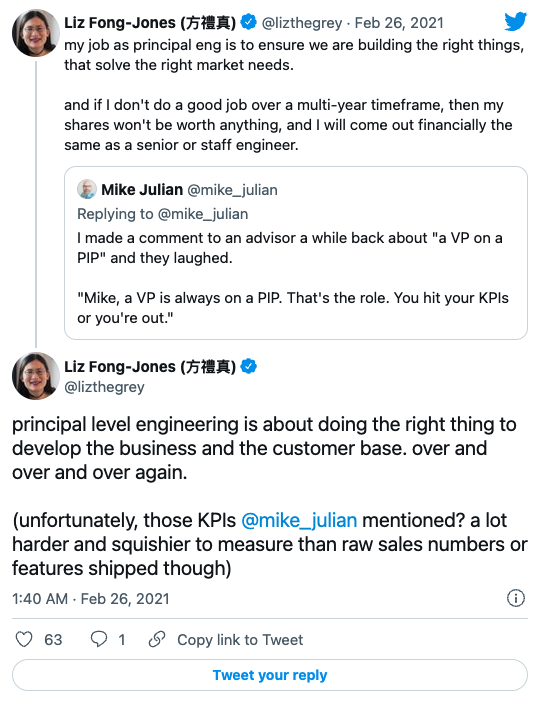 Liz Fong-Jones (方禮真) @lizthegrey · Feb 26, 2021
my job as principal eng is to ensure we are building the right things,
that solve the right market needs.
and if I don't do a good job over a multi-year timeframe, then my
shares won't be worth anything, and I will come out financially the
same as a senior or staff engineer.
Mike Julian @mike_julian
Replying to @mike_julian
I made a comment to an advisor a while back about "a VP on a
PIP" and they laughed.
"Mike, a VP is always on a PIP. That's the role. You hit your KPIs
or you're out."
Liz Fong-Jones (方禮真)
@lizthegrey
principal level engineering is about doing the right thing to
develop the business and the customer base. over and
over and over again.
(unfortunately, those KPIs @mike_julian mentioned? a lot
harder and squishier to measure than raw sales numbers or
features shipped though)
1:40 AM · Feb 26, 2021
63 1 Copy link to Tweet
Tweet your reply